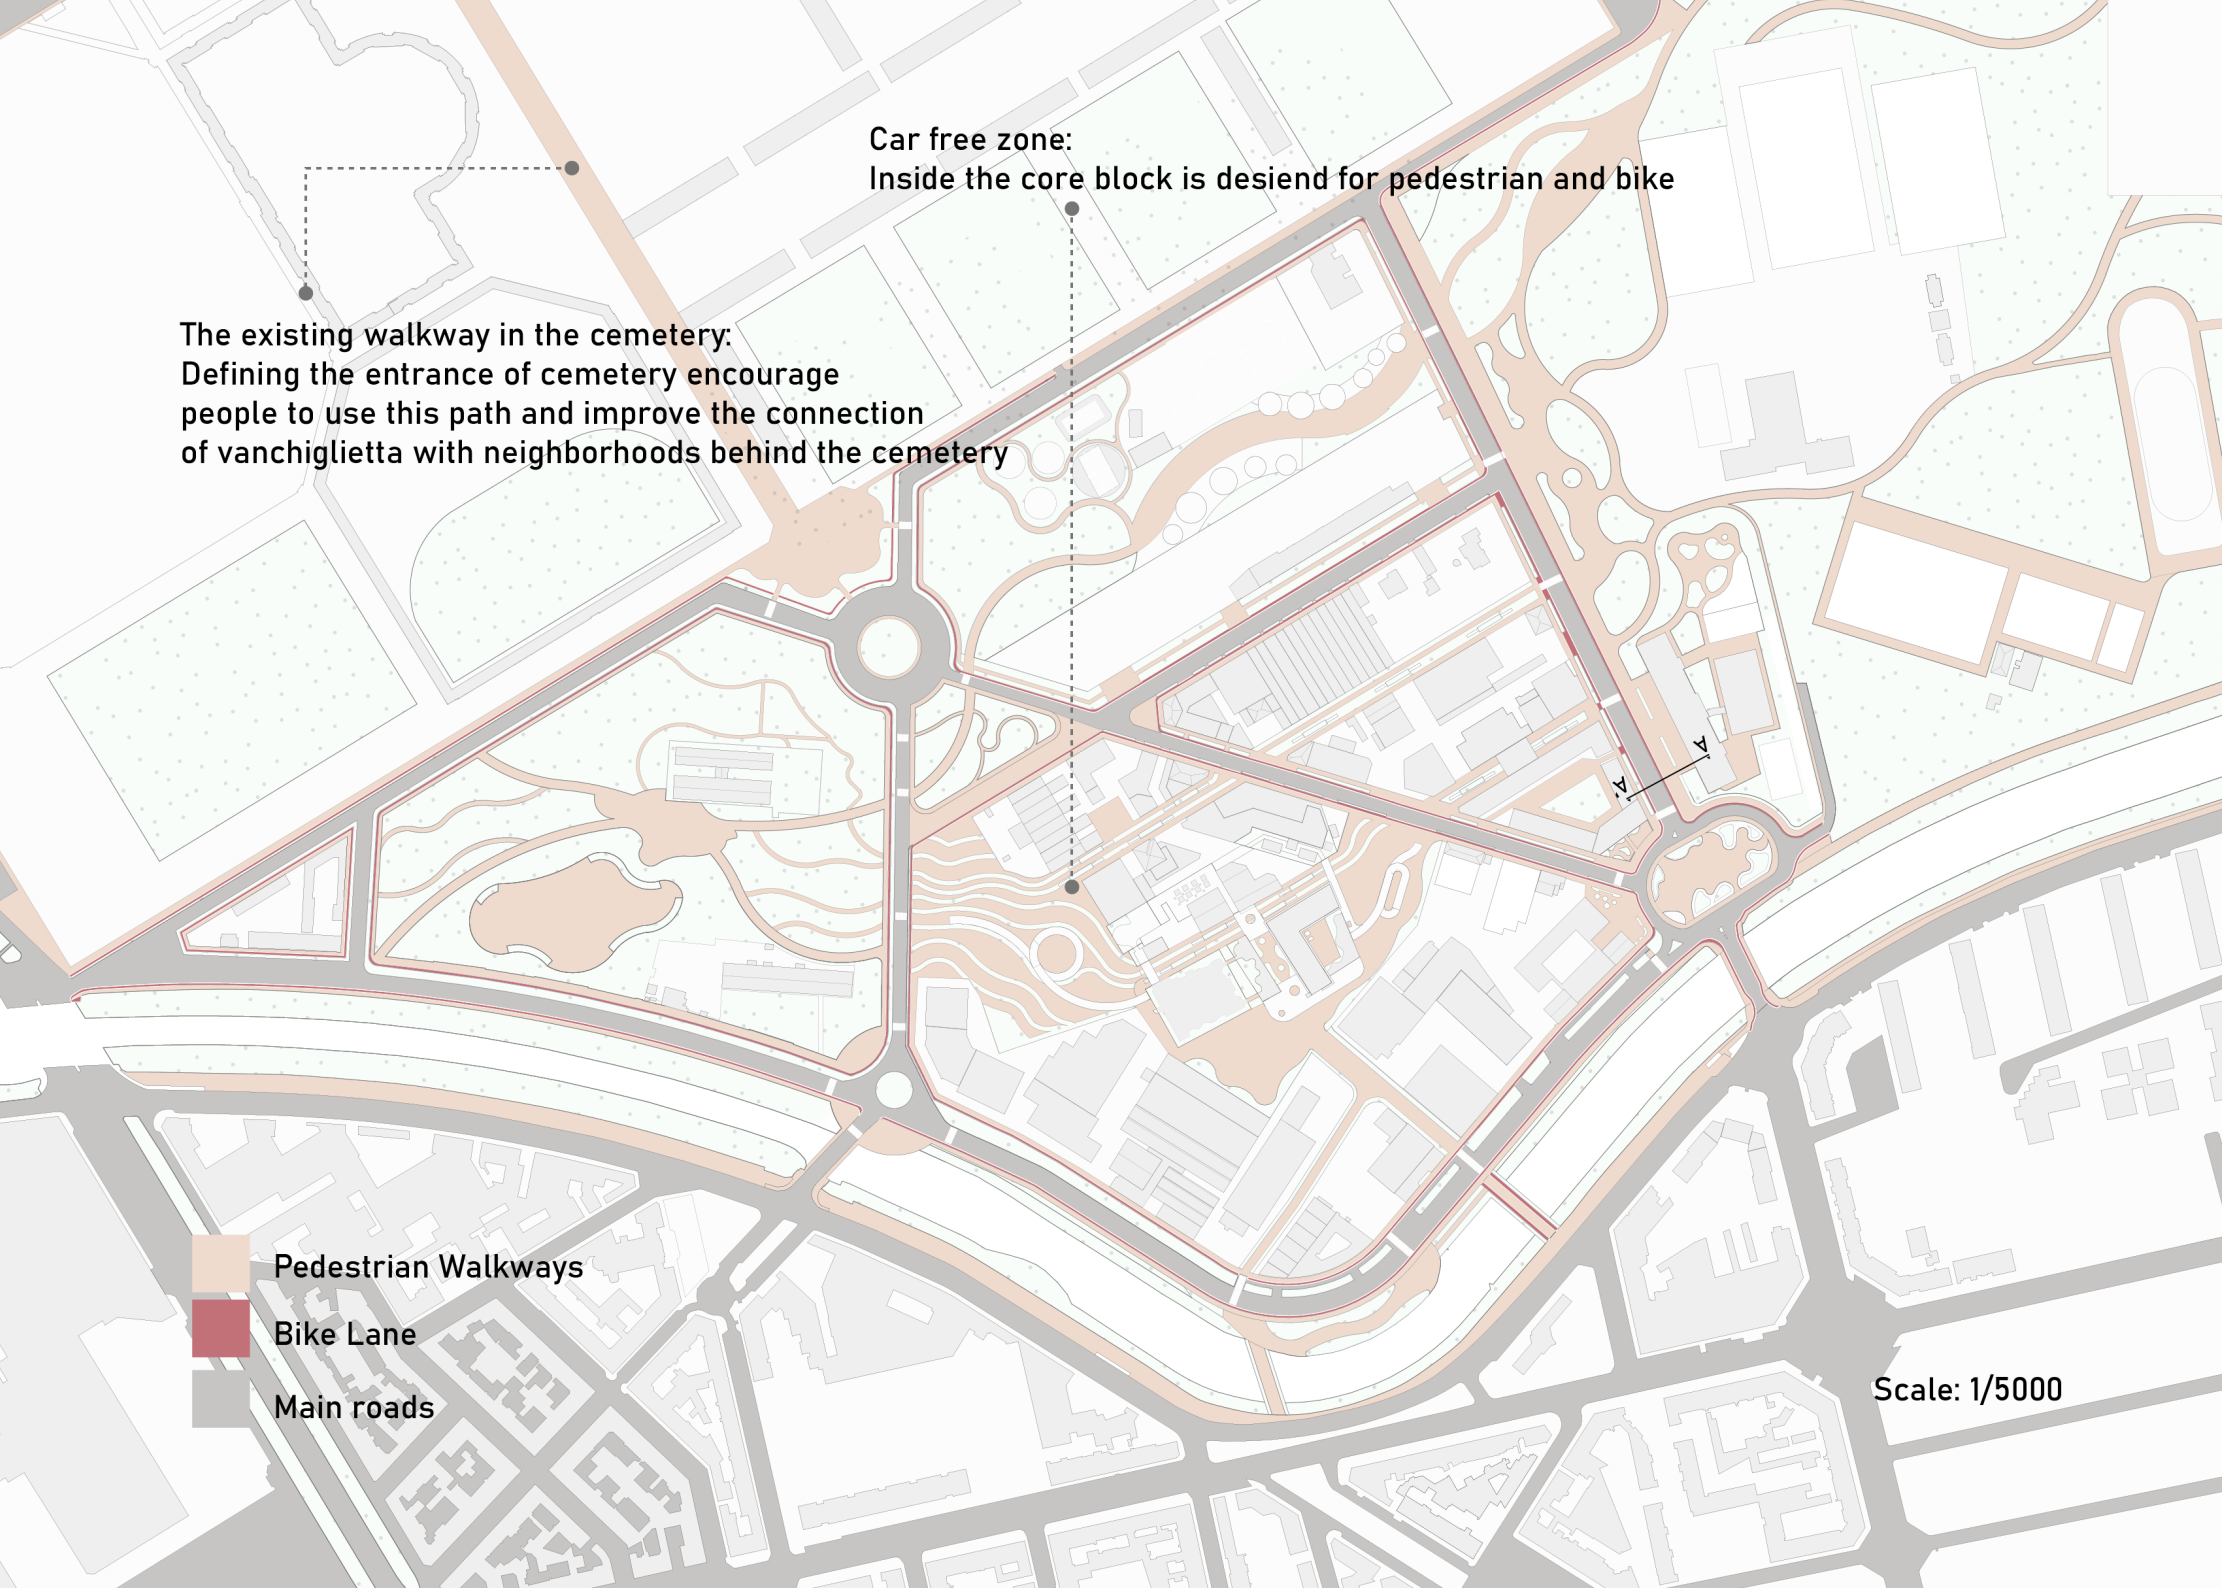 Car free zone:
Inside the core block is desiend for pedestrian and bike
The existing walkway in the cemetery:
Defining the entrance of cemetery encourage
people to use this path and improve the connection
of vanchiglietta with neighborhoods behind the cemetery
A
A'
Pedestrian Walkways
Bike Lane
Main roads
Scale: 1/5000